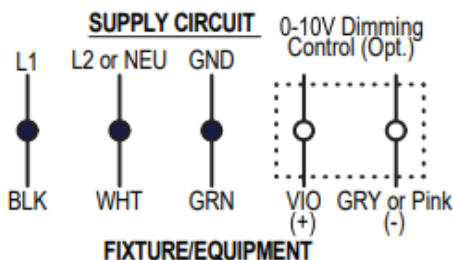 SUPPLY CIRCUIT
0-10V Dimming
Control (Opt.)
L1
L2 or NEU
GND
BLK
WHT
GRN
VIO
(+)
GRY or Pink
(-)
FIXTURE/EQUIPMENT